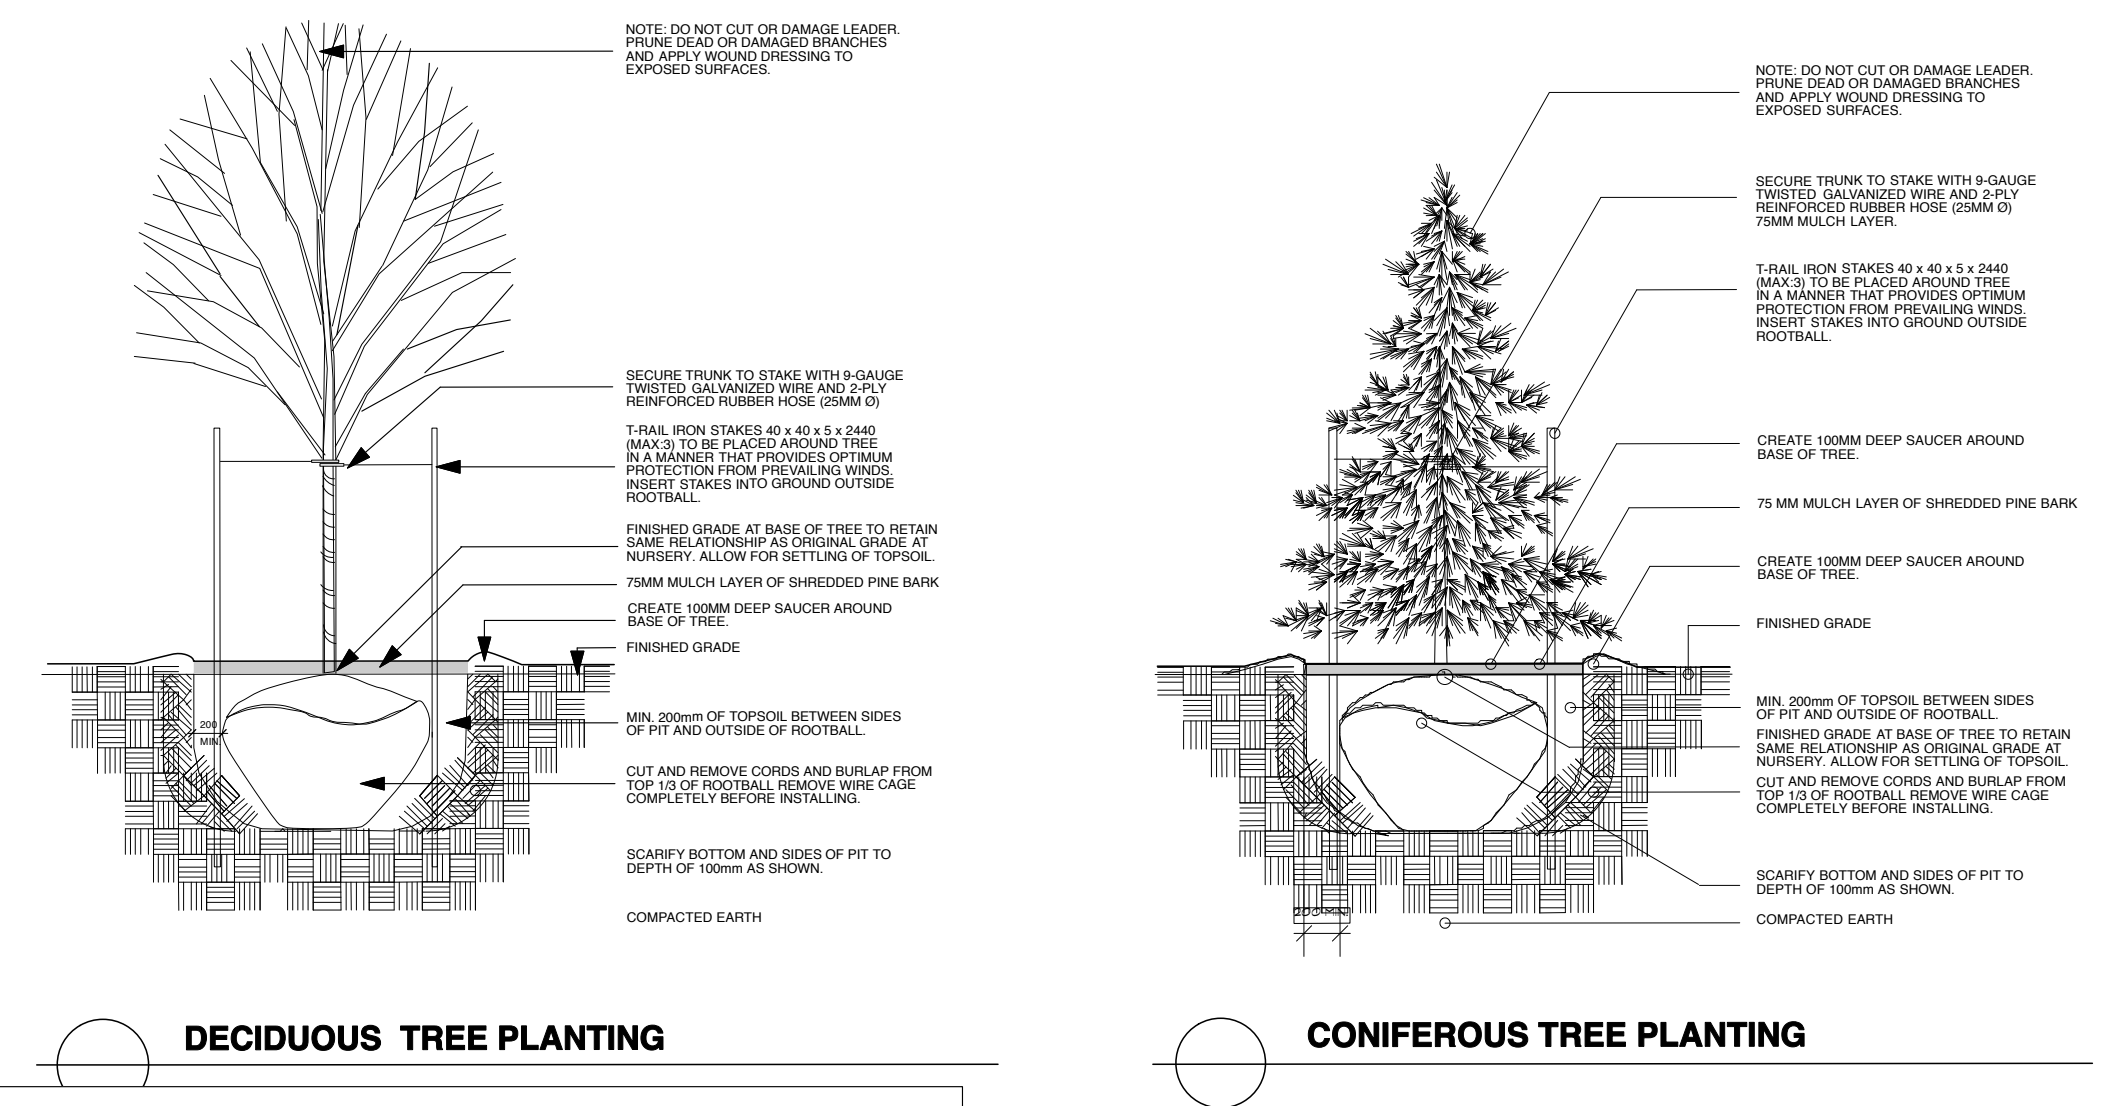 NOTE: DO NOT CUT OR DAMAGE LEADER.
PRUNE DEAD OR DAMAGED BRANCHES
AND APPLY WOUND DRESSING TO
EXPOSED SURFACES.
SECURE TRUNK TO STAKE WITH 9-GAUGE
TWISTED GALVANIZED WIRE AND 2-PLY
REINFORCED RUBBER HOSE (25MM Ø)
T-RAIL IRON STAKES 40 x 40 x 5 x 2440
(MAX:3) TO BE PLACED AROUND TREE
IN A MANNER THAT PROVIDES OPTIMUM
PROTECTION FROM PREVAILING WINDS.
INSERT STAKES INTO GROUND OUTSIDE
ROOTBALL.
FINISHED GRADE AT BASE OF TREE TO RETAIN
SAME RELATIONSHIP AS ORIGINAL GRADE AT
NURSERY. ALLOW FOR SETTLING OF TOPSOIL.
75MM MULCH LAYER OF SHREDDED PINE BARK
CREATE 100MM DEEP SAUCER AROUND
BASE OF TREE.
FINISHED GRADE
200
MIN.
MIN. 200mm OF TOPSOIL BETWEEN SIDES
OF PIT AND OUTSIDE OF ROOTBALL.
CUT AND REMOVE CORDS AND BURLAP FROM
TOP 1/3 OF ROOTBALL REMOVE WIRE CAGE
COMPLETELY BEFORE INSTALLING.
SCARIFY BOTTOM AND SIDES OF PIT TO
DEPTH OF 100mm AS SHOWN.
COMPACTED EARTH
DECIDUOUS TREE PLANTING
NOTE: DO NOT CUT OR DAMAGE LEADER.
PRUNE DEAD OR DAMAGED BRANCHES
AND APPLY WOUND DRESSING TO
EXPOSED SURFACES.
SECURE TRUNK TO STAKE WITH 9-GAUGE
TWISTED GALVANIZED WIRE AND 2-PLY
REINFORCED RUBBER HOSE (25MM Ø)
75MM MULCH LAYER.
T-RAIL IRON STAKES 40 x 40 x 5 x 2440
(MAX:3) TO BE PLACED AROUND TREE
IN A MANNER THAT PROVIDES OPTIMUM
PROTECTION FROM PREVAILING WINDS.
INSERT STAKES INTO GROUND OUTSIDE
ROOTBALL.
CREATE 100MM DEEP SAUCER AROUND
BASE OF TREE.
75 MM MULCH LAYER OF SHREDDED PINE BARK
CREATE 100MM DEEP SAUCER AROUND
BASE OF TREE.
FINISHED GRADE
MIN. 200mm OF TOPSOIL BETWEEN SIDES
OF PIT AND OUTSIDE OF ROOTBALL.
FINISHED GRADE AT BASE OF TREE TO RETAIN
SAME RELATIONSHIP AS ORIGINAL GRADE AT
NURSERY. ALLOW FOR SETTLING OF TOPSOIL.
CUT AND REMOVE CORDS AND BURLAP FROM
TOP 1/3 OF ROOTBALL REMOVE WIRE CAGE
COMPLETELY BEFORE INSTALLING.
SCARIFY BOTTOM AND SIDES OF PIT TO
DEPTH OF 100mm AS SHOWN.
200 MIN.
COMPACTED EARTH
CONIFEROUS TREE PLANTING